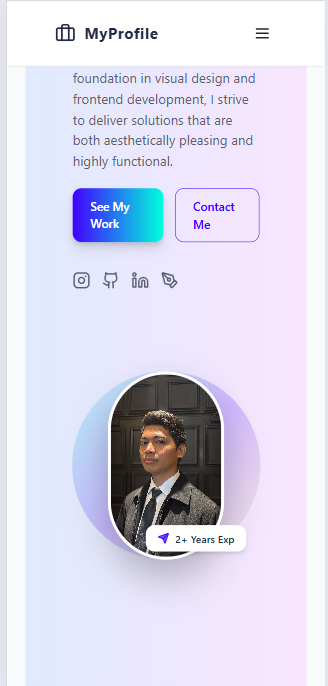 MyProfile
foundation in visual design and
frontend development, I strive
to deliver solutions that are
both aesthetically pleasing and
highly functional.
See My
Work
Contact
Me
2+ Years Exp